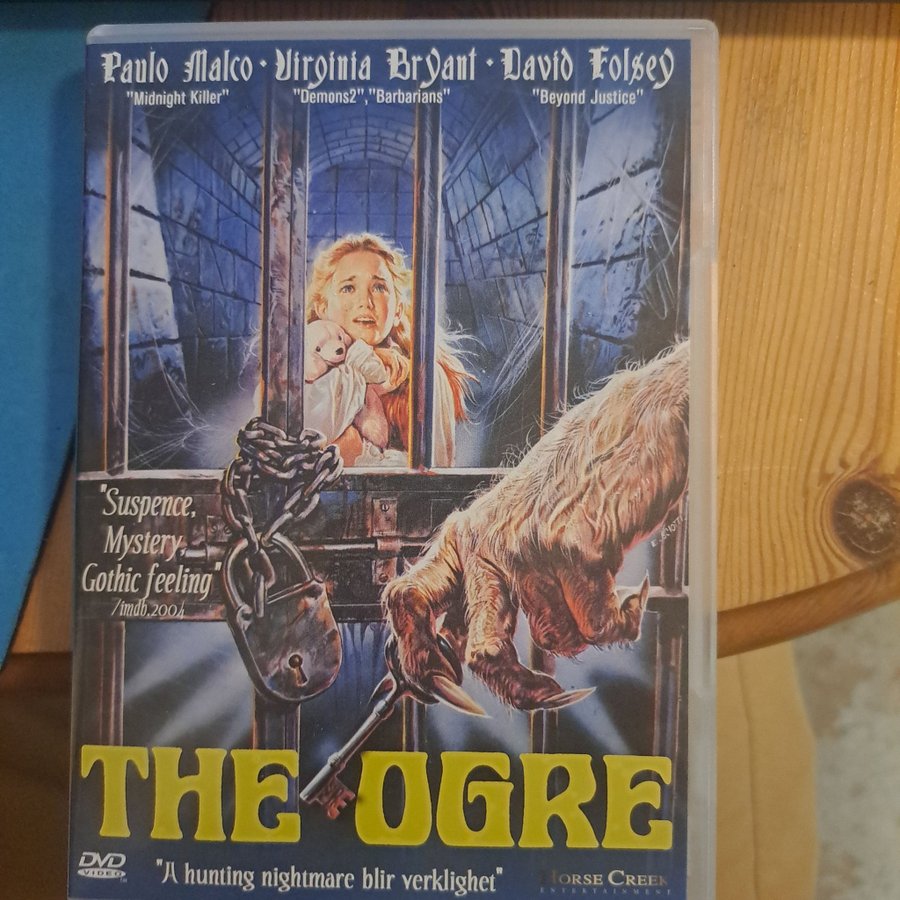 Paulo Malco · Virginia Bryant · David Folsey
"Midnight Killer" "Demons2", "Barbarians" "Beyond Justice"
"Suspence,
Mystery,
Gothic feeling"
/imdb.2004
THE OGRE
DVD
VIDEO
"A hunting nightmare blir verklighet"
HORSE CREEK
ENTERTAINMENT